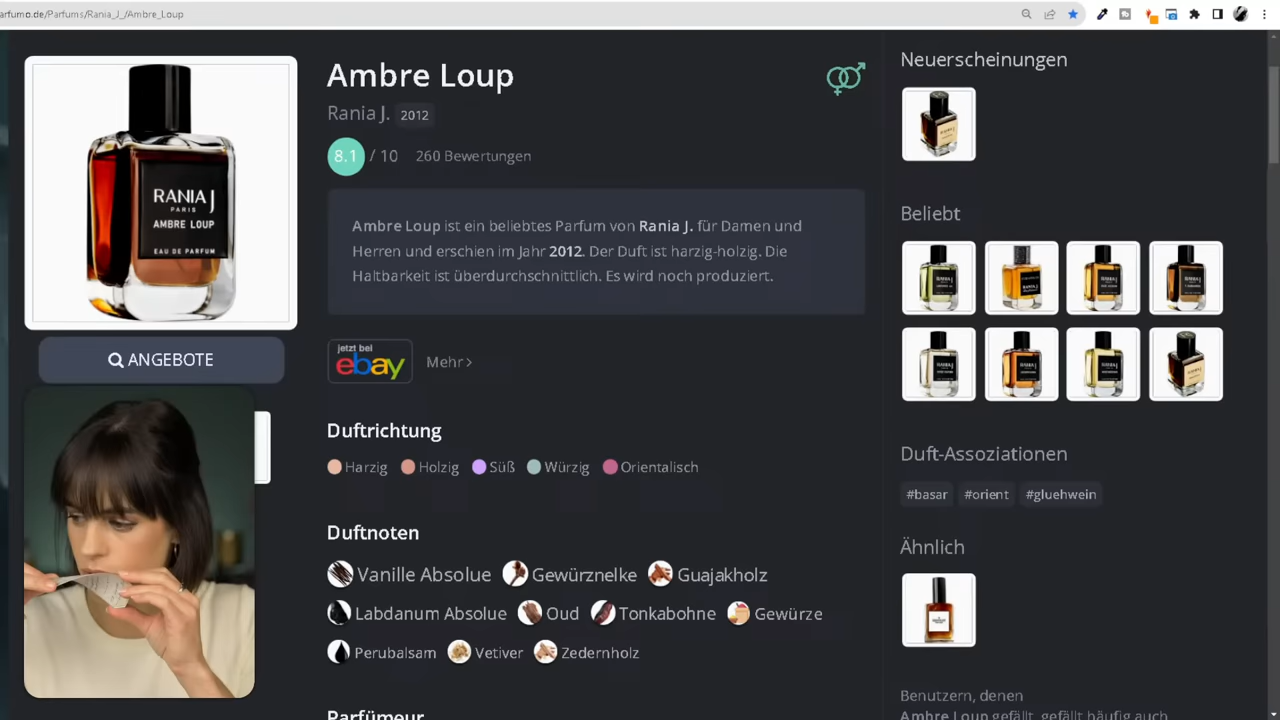 arfumo.de/Parfums/Rania_J_/Ambre_Loup
RANIA J
PARIS
AMBRE LOUP
EAU DE PARFUM
ANGEBOTE
Ambre Loup
Rania J. 2012
8.1 / 10 260 Bewertungen
Ambre Loup ist ein beliebtes Parfum von Rania J. für Damen und
Herren und erschien im Jahr 2012. Der Duft ist harzig-holzig. Die
Haltbarkeit ist überdurchschnittlich. Es wird noch produziert.
jetzt bei
ebay
Mehr >
Duftrichtung
Harzig Holzig Süß Würzig Orientalisch
Duftnoten
Vanille Absolue Gewürznelke Guajakholz
Labdanum Absolue Oud Tonkabohne Gewürze
Perubalsam Vetiver Zedernholz
Parfümeur
Neuerscheinungen
Beliebt
Duft-Assoziationen
#basar #orient #gluehwein
Ähnlich
Benutzern, denen
Ambre Loup gefällt, gefällt häufig auch